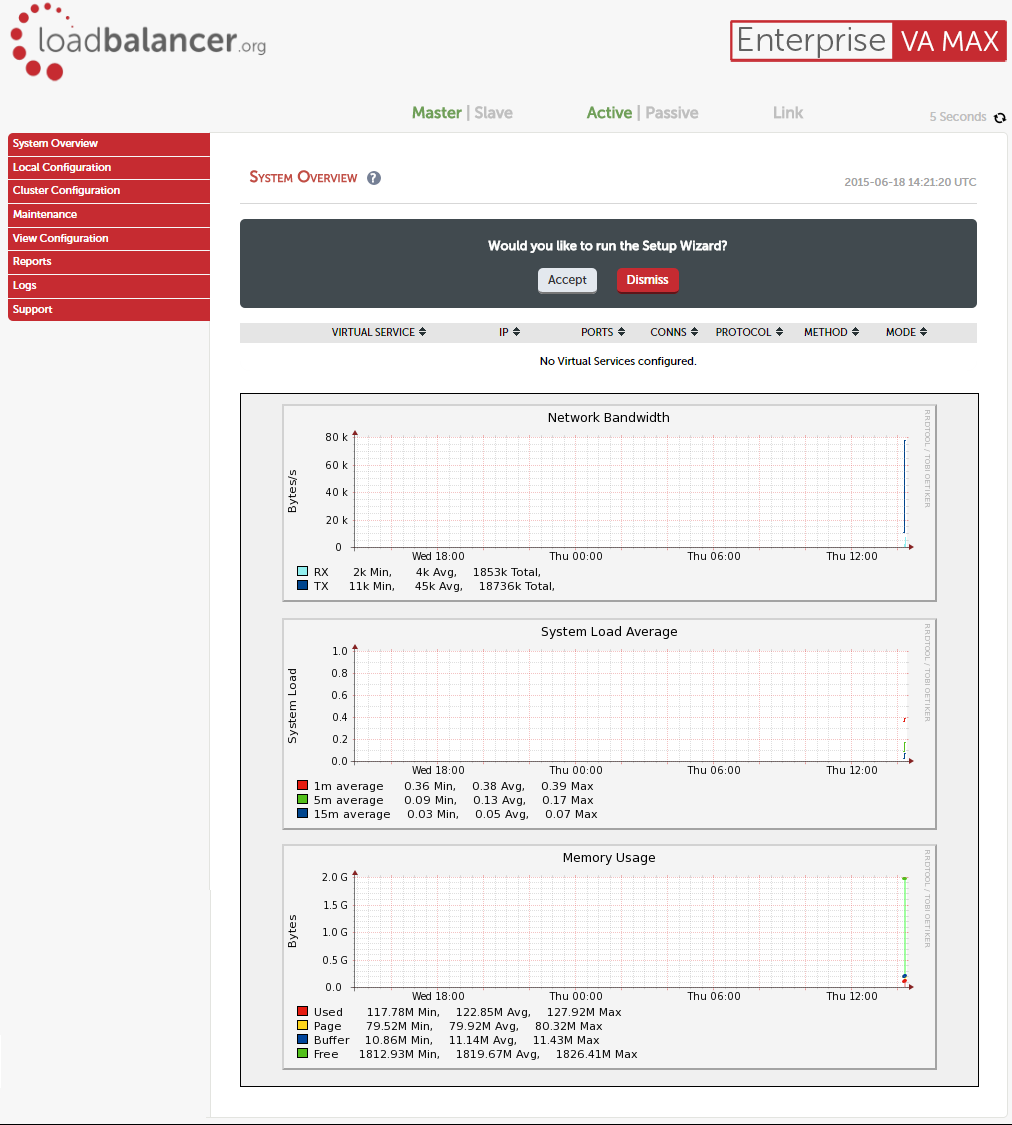 loadbalancer.org
Enterprise VA MAX
Master | Slave Active | Passive Link 5 Seconds
System Overview
Local Configuration
Cluster Configuration
Maintenance
View Configuration
Reports
Logs
Support
System Overview ?
2015-06-18 14:21:20 UTC
Would you like to run the Setup Wizard?
Accept Dismiss
VIRTUAL SERVICE IP PORTS CONNS PROTOCOL METHOD MODE
No Virtual Services configured.
Network Bandwidth
RRDTOOL / TOBI OETIKER
Bytes/s
80 k
60 k
40 k
20 k
0
Wed 18:00 Thu 00:00 Thu 06:00 Thu 12:00
RX 2k Min, 4k Avg, 1853k Total,
TX 11k Min, 45k Avg, 18736k Total,
System Load Average
RRDTOOL / TOBI OETIKER
System Load
1.0
0.8
0.6
0.4
0.2
0.0
Wed 18:00 Thu 00:00 Thu 06:00 Thu 12:00
1m average 0.36 Min, 0.38 Avg, 0.39 Max
5m average 0.09 Min, 0.13 Avg, 0.17 Max
15m average 0.03 Min, 0.05 Avg, 0.07 Max
Memory Usage
RRDTOOL / TOBI OETIKER
Bytes
2.0 G
1.5 G
1.0 G
0.5 G
0.0
Wed 18:00 Thu 00:00 Thu 06:00 Thu 12:00
Used 117.78M Min, 122.85M Avg, 127.92M Max
Page 79.52M Min, 79.92M Avg, 80.32M Max
Buffer 10.86M Min, 11.14M Avg, 11.43M Max
Free 1812.93M Min, 1819.67M Avg, 1826.41M Max